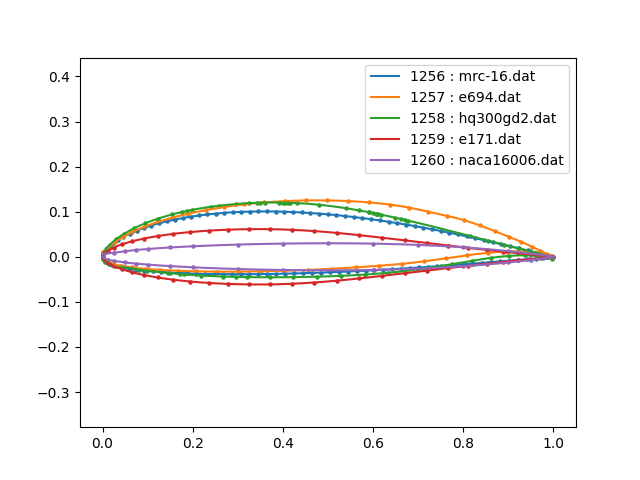 0.4
0.3
0.2
0.1
0.0
−0.1
−0.2
−0.3
0.0 0.2 0.4 0.6 0.8 1.0
1256 : mrc-16.dat
1257 : e694.dat
1258 : hq300gd2.dat
1259 : e171.dat
1260 : naca16006.dat